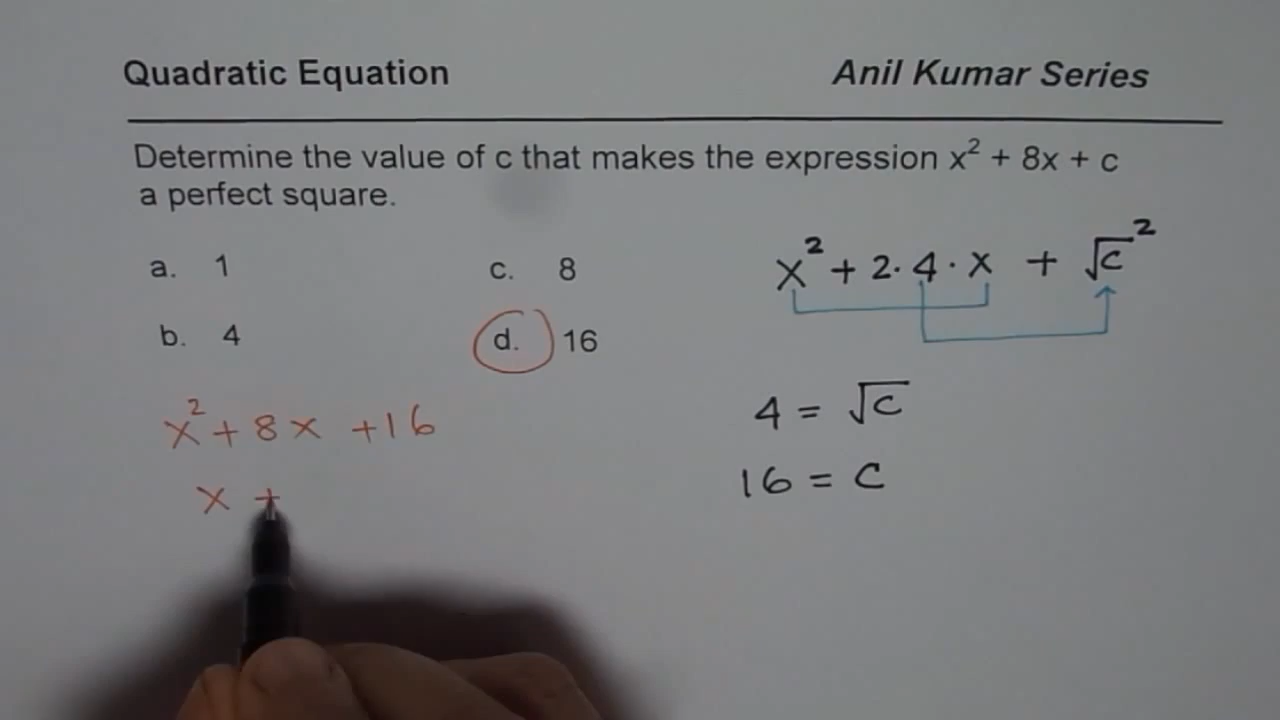 Quadratic Equation Anil Kumar Series
Determine the value of c that makes the expression x² + 8x + c
a perfect square.
a. 1 c. 8
b. 4 d. 16
x² + 2·4·x + √c²
4 = √c
16 = c
x² + 8x + 16
x +